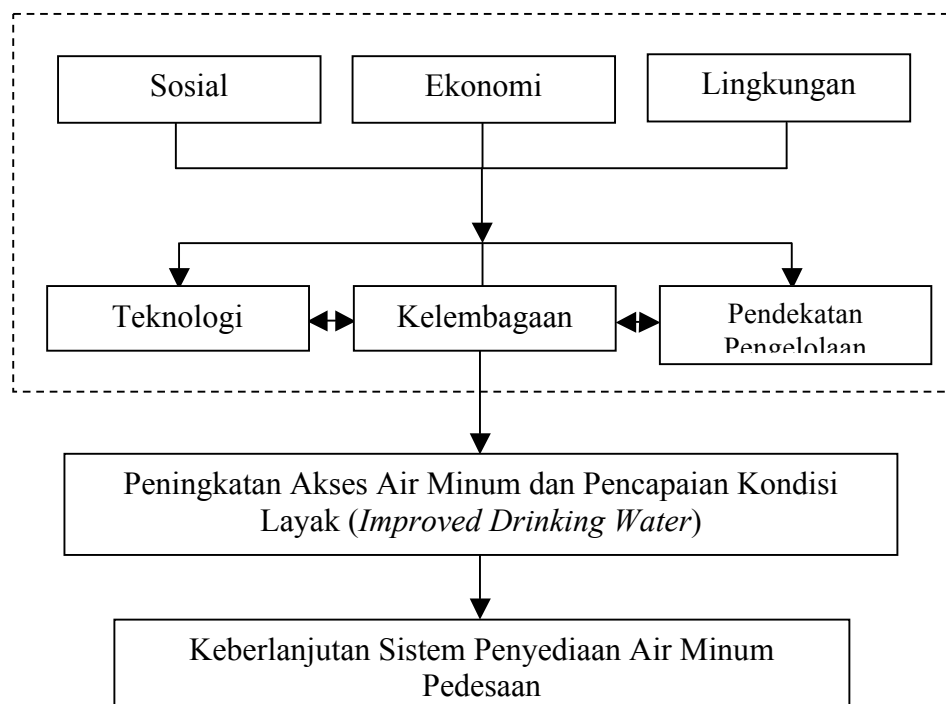 Sosial
Ekonomi
Lingkungan
Teknologi
Kelembagaan
Pendekatan
Pengelolaan
Peningkatan Akses Air Minum dan Pencapaian Kondisi
Layak (Improved Drinking Water)
Keberlanjutan Sistem Penyediaan Air Minum
Pedesaan